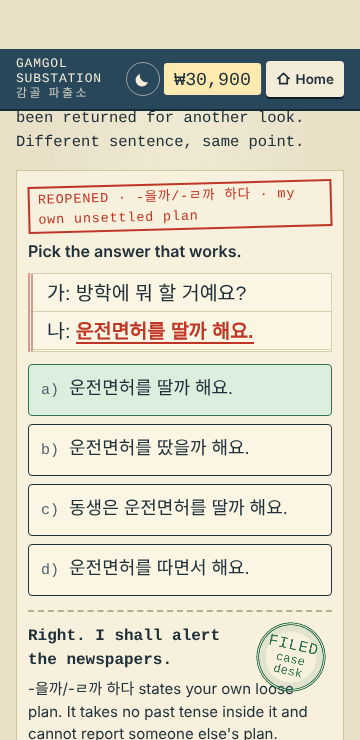 GAMGOL
SUBSTATION
감골 파출소
₩30,900
Home
been returned for another look.
Different sentence, same point.
REOPENED · -을까/-ㄹ까 하다 · my
own unsettled plan
Pick the answer that works.
가: 방학에 뭐 할 거예요?
나: 운전면허를 딸까 해요.
a) 운전면허를 딸까 해요.
b) 운전면허를 땄을까 해요.
c) 동생은 운전면허를 딸까 해요.
d) 운전면허를 따면서 해요.
Right. I shall alert
the newspapers.
FILED
case
desk
-을까/-ㄹ까 하다 states your own loose
plan. It takes no past tense inside it and
cannot report someone else's plan.